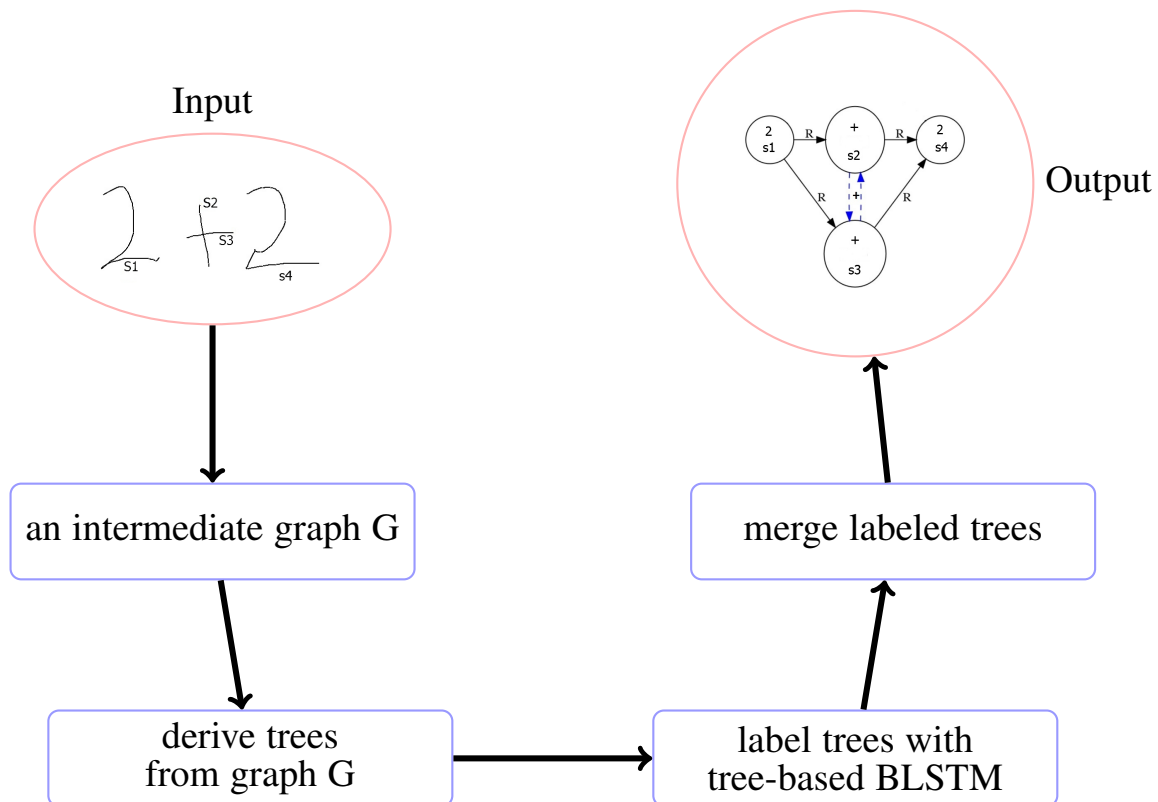 Input
2 + 2
S1
S2
S3
s4
an intermediate graph G
derive trees
from graph G
label trees with
tree-based BLSTM
merge labeled trees
Output
2
s1
R
+
s2
R
2
s4
R
+
R
+
s3